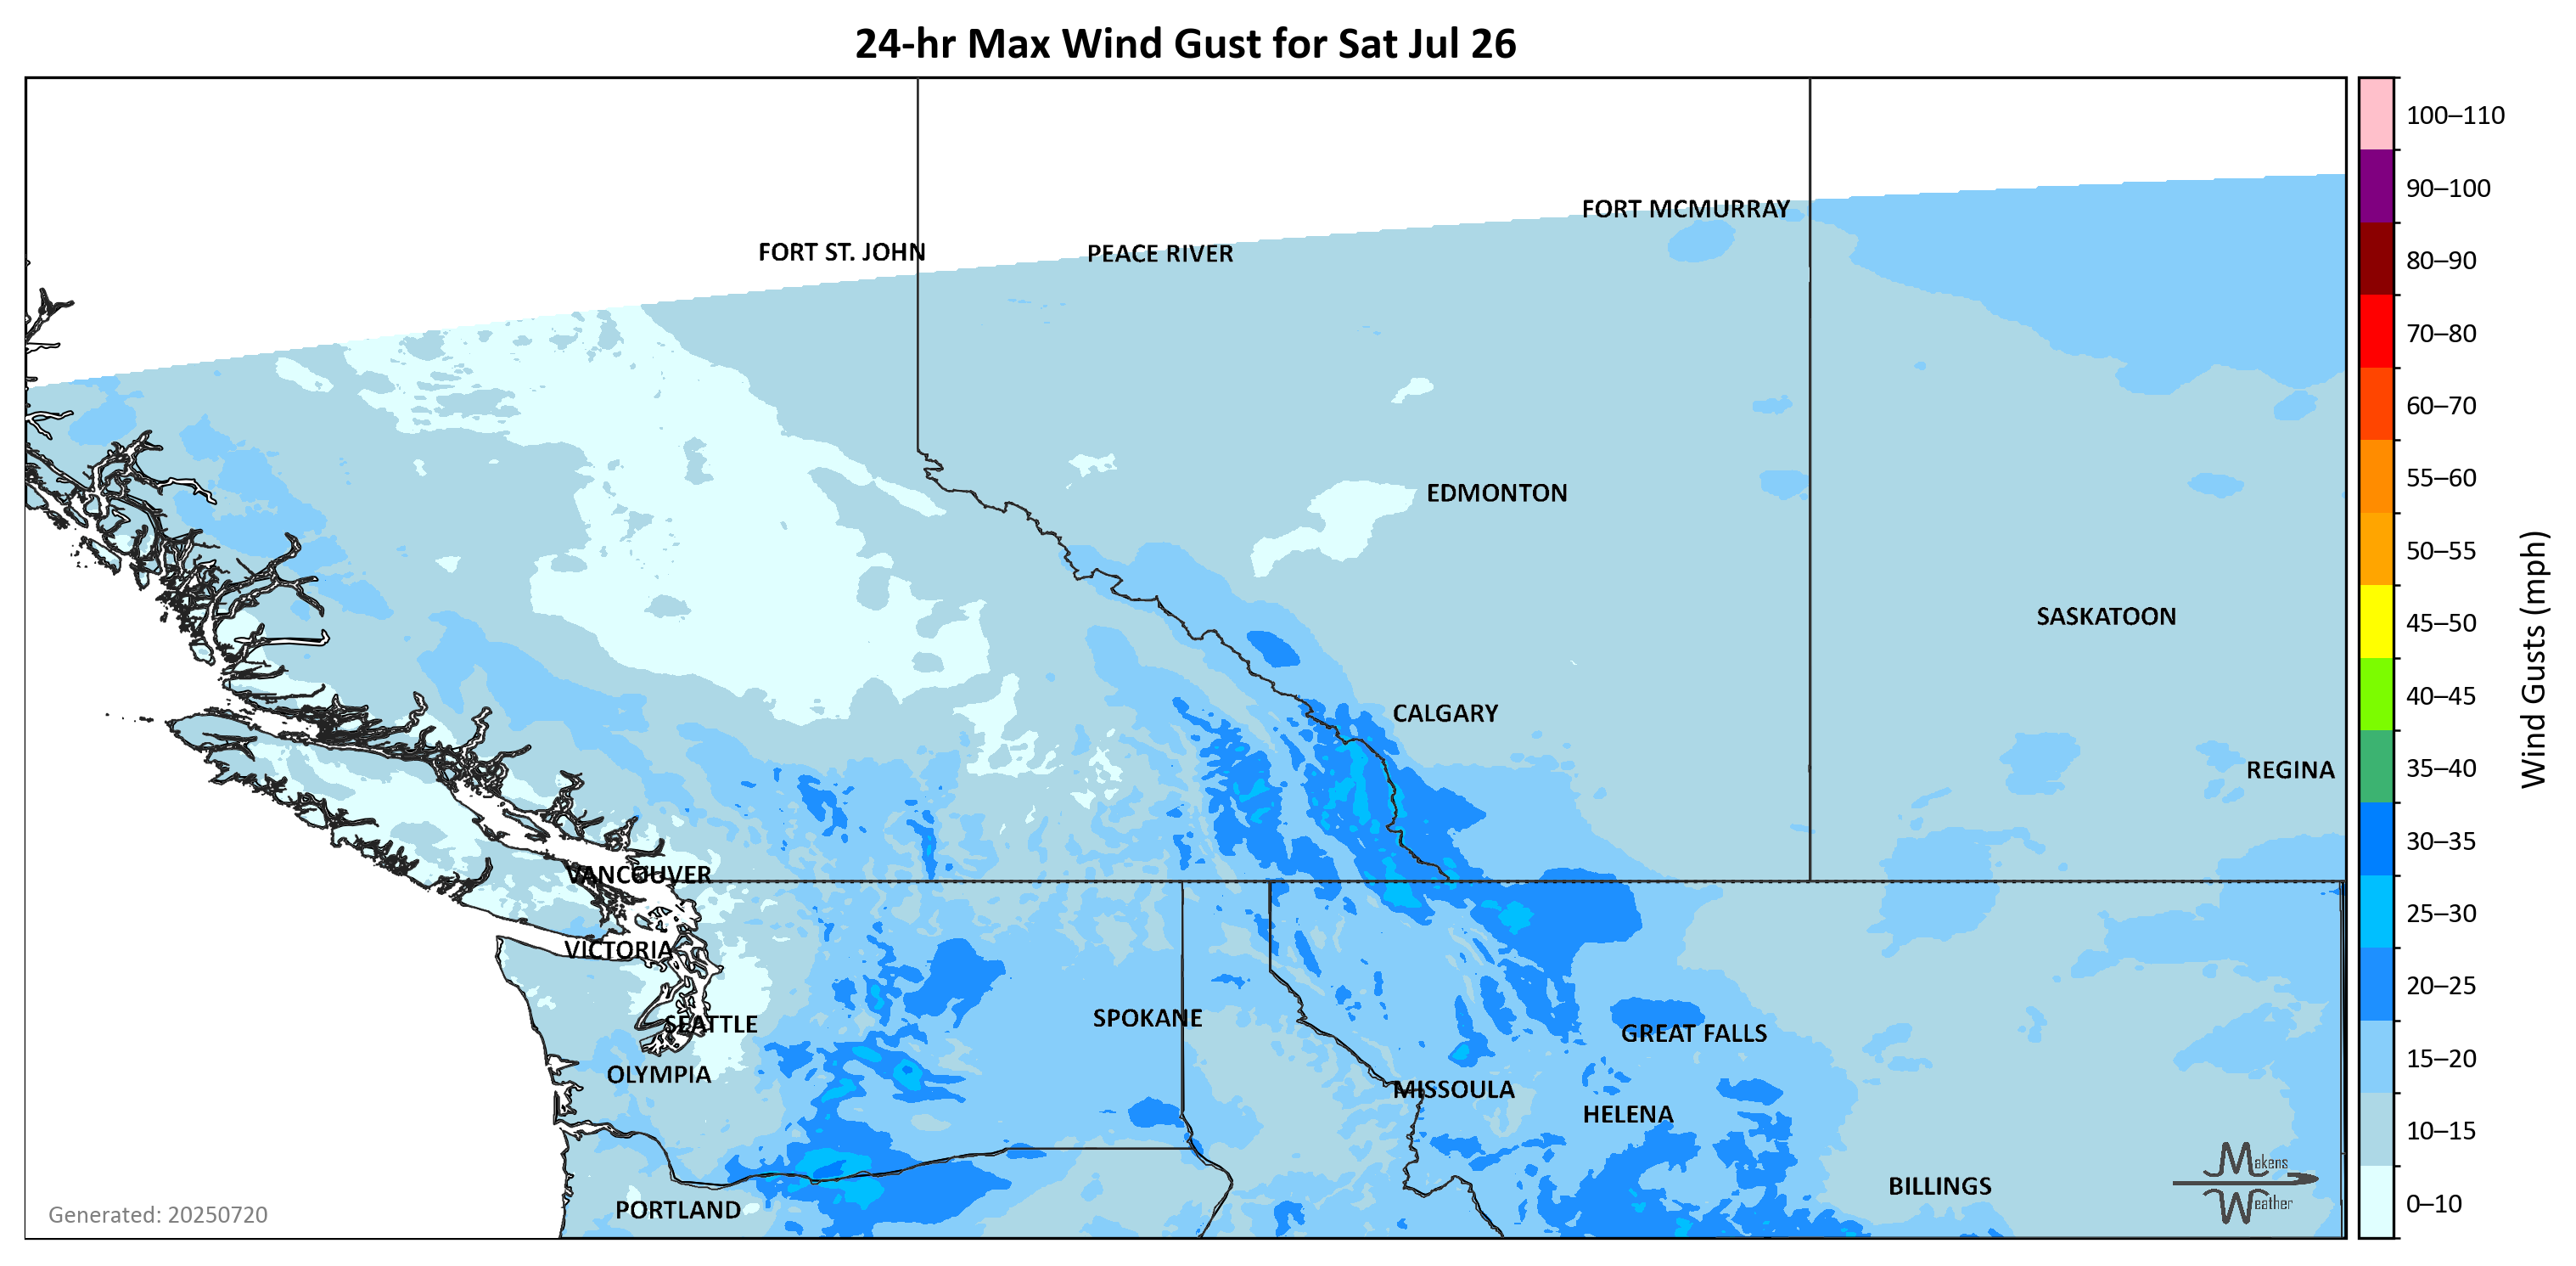 24-hr Max Wind Gust for Sat Jul 26
FORT MCMURRAY
FORT ST. JOHN
PEACE RIVER
EDMONTON
SASKATOON
CALGARY
REGINA
VANCOUVER
VICTORIA
SPOKANE
SEATTLE
GREAT FALLS
OLYMPIA
MISSOULA
HELENA
BILLINGS
PORTLAND
Makens
Weather
Generated: 20250720
100–110
90–100
80–90
70–80
60–70
55–60
50–55
45–50
40–45
35–40
30–35
25–30
20–25
15–20
10–15
0–10
Wind Gusts (mph)